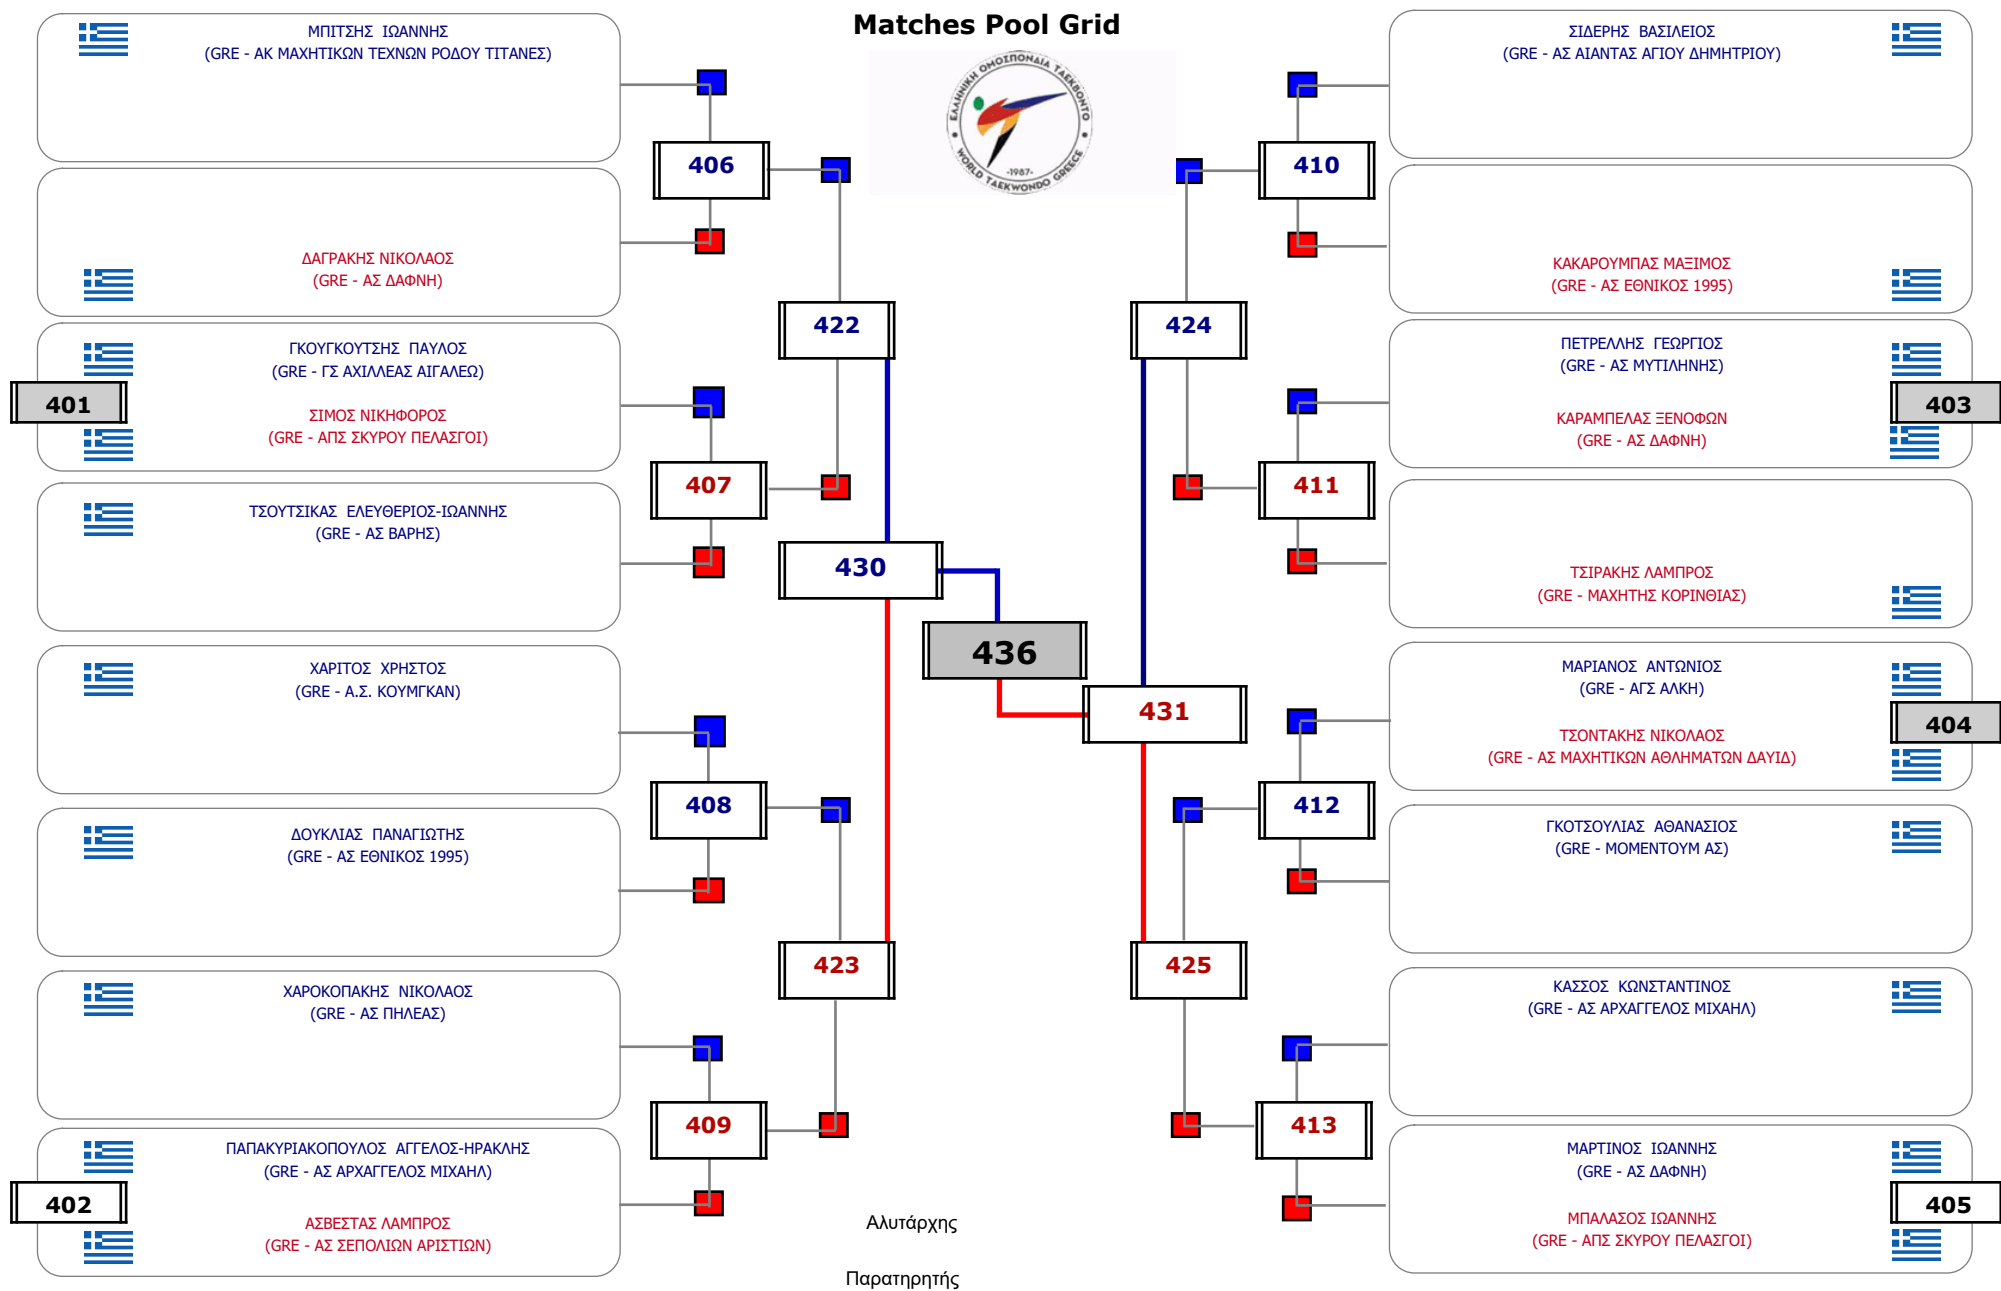 Matches Pool Grid
ΕΛΛΗΝΙΚΗ ΟΜΟΣΠΟΝΔΙΑ ΤΑΕΚΒΟΝΤΟ
-1987-
WORLD TAEKWONDO GREECE
ΜΠΙΤΣΗΣ ΙΩΑΝΝΗΣ
(GRE - ΑΚ ΜΑΧΗΤΙΚΩΝ ΤΕΧΝΩΝ ΡΟΔΟΥ ΤΙΤΑΝΕΣ)
406
ΔΑΓΡΑΚΗΣ ΝΙΚΟΛΑΟΣ
(GRE - ΑΣ ΔΑΦΝΗ)
422
ΓΚΟΥΓΚΟΥΤΣΗΣ ΠΑΥΛΟΣ
(GRE - ΓΣ ΑΧΙΛΛΕΑΣ ΑΙΓΑΛΕΩ)
401
ΣΙΜΟΣ ΝΙΚΗΦΟΡΟΣ
(GRE - ΑΠΣ ΣΚΥΡΟΥ ΠΕΛΑΣΓΟΙ)
407
ΤΣΟΥΤΣΙΚΑΣ ΕΛΕΥΘΕΡΙΟΣ-ΙΩΑΝΝΗΣ
(GRE - ΑΣ ΒΑΡΗΣ)
430
436
431
ΧΑΡΙΤΟΣ ΧΡΗΣΤΟΣ
(GRE - Α.Σ. ΚΟΥΜΓΚΑΝ)
408
ΔΟΥΚΛΙΑΣ ΠΑΝΑΓΙΩΤΗΣ
(GRE - ΑΣ ΕΘΝΙΚΟΣ 1995)
423
ΧΑΡΟΚΟΠΑΚΗΣ ΝΙΚΟΛΑΟΣ
(GRE - ΑΣ ΠΗΛΕΑΣ)
409
ΠΑΠΑΚΥΡΙΑΚΟΠΟΥΛΟΣ ΑΓΓΕΛΟΣ-ΗΡΑΚΛΗΣ
(GRE - ΑΣ ΑΡΧΑΓΓΕΛΟΣ ΜΙΧΑΗΛ)
402
ΑΣΒΕΣΤΑΣ ΛΑΜΠΡΟΣ
(GRE - ΑΣ ΣΕΠΟΛΙΩΝ ΑΡΙΣΤΙΩΝ)
ΣΙΔΕΡΗΣ ΒΑΣΙΛΕΙΟΣ
(GRE - ΑΣ ΑΙΑΝΤΑΣ ΑΓΙΟΥ ΔΗΜΗΤΡΙΟΥ)
410
ΚΑΚΑΡΟΥΜΠΑΣ ΜΑΞΙΜΟΣ
(GRE - ΑΣ ΕΘΝΙΚΟΣ 1995)
424
ΠΕΤΡΕΛΛΗΣ ΓΕΩΡΓΙΟΣ
(GRE - ΑΣ ΜΥΤΙΛΗΝΗΣ)
403
ΚΑΡΑΜΠΕΛΑΣ ΞΕΝΟΦΩΝ
(GRE - ΑΣ ΔΑΦΝΗ)
411
ΤΣΙΡΑΚΗΣ ΛΑΜΠΡΟΣ
(GRE - ΜΑΧΗΤΗΣ ΚΟΡΙΝΘΙΑΣ)
ΜΑΡΙΑΝΟΣ ΑΝΤΩΝΙΟΣ
(GRE - ΑΓΣ ΑΛΚΗ)
404
ΤΣΟΝΤΑΚΗΣ ΝΙΚΟΛΑΟΣ
(GRE - ΑΣ ΜΑΧΗΤΙΚΩΝ ΑΘΛΗΜΑΤΩΝ ΔΑΥΙΔ)
412
ΓΚΟΤΣΟΥΛΙΑΣ ΑΘΑΝΑΣΙΟΣ
(GRE - ΜΟΜΕΝΤΟΥΜ ΑΣ)
425
ΚΑΣΣΟΣ ΚΩΝΣΤΑΝΤΙΝΟΣ
(GRE - ΑΣ ΑΡΧΑΓΓΕΛΟΣ ΜΙΧΑΗΛ)
413
ΜΑΡΤΙΝΟΣ ΙΩΑΝΝΗΣ
(GRE - ΑΣ ΔΑΦΝΗ)
405
ΜΠΑΛΑΣΟΣ ΙΩΑΝΝΗΣ
(GRE - ΑΠΣ ΣΚΥΡΟΥ ΠΕΛΑΣΓΟΙ)
Αλυτάρχης
Παρατηρητής